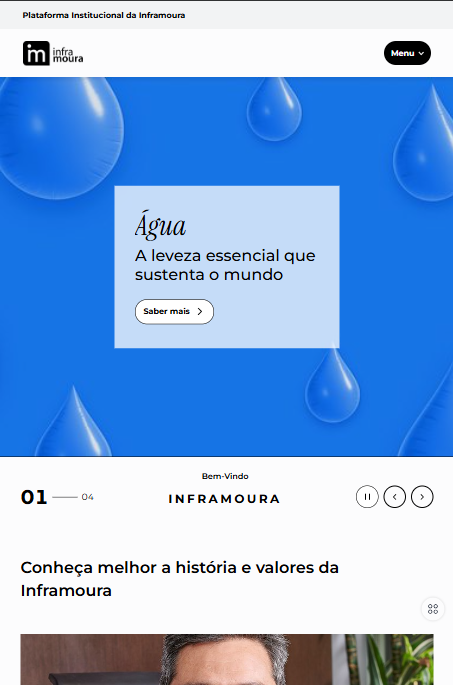 Plataforma Institucional da Inframoura
im infra
moura
Menu
Água
A leveza essencial que
sustenta o mundo
Saber mais
Bem-Vindo
01 04
INFRAMOURA
Conheça melhor a história e valores da
Inframoura